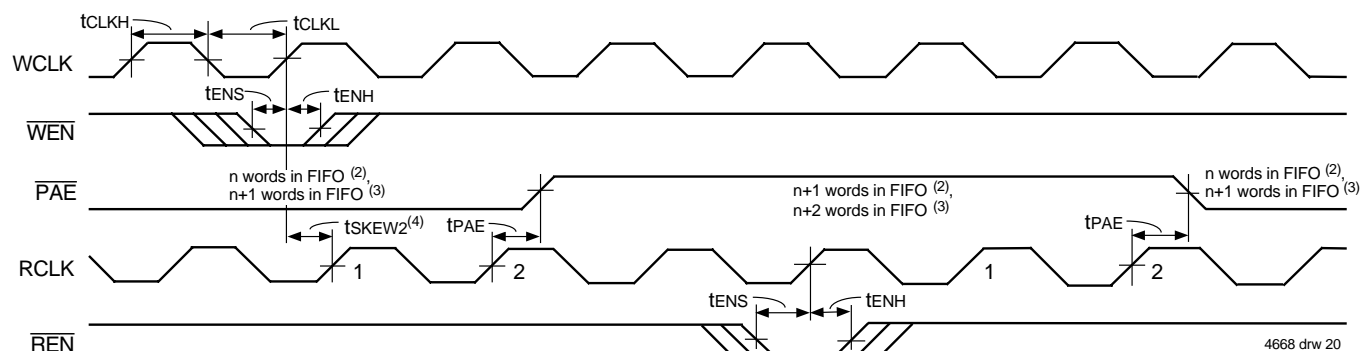 tCLKH
tCLKL
WCLK
tENS
tENH
WEN
n words in FIFO (2),
n+1 words in FIFO (3)
PAE
n+1 words in FIFO (2),
n+2 words in FIFO (3)
n words in FIFO (2),
n+1 words in FIFO (3)
tSKEW2(4)
tPAE
tPAE
RCLK
1
2
1
2
tENS
tENH
REN
4668 drw 20